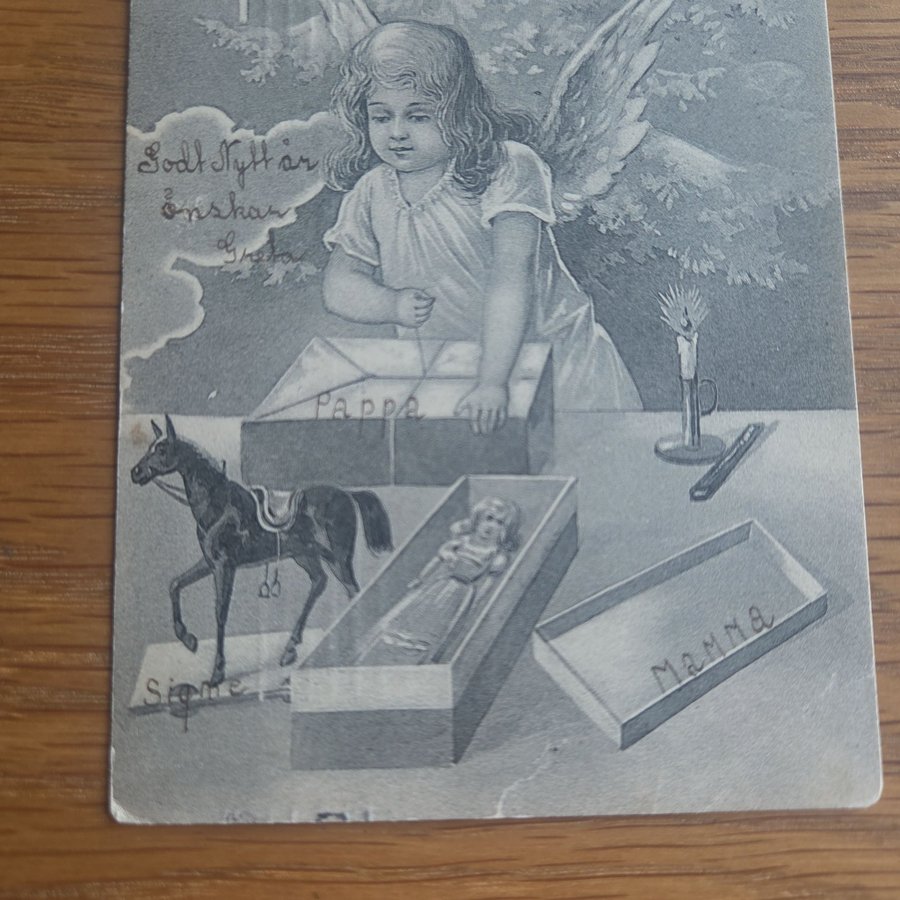 Godt Nytt år
önskar
Greta
Pappa
Mamma
Signe